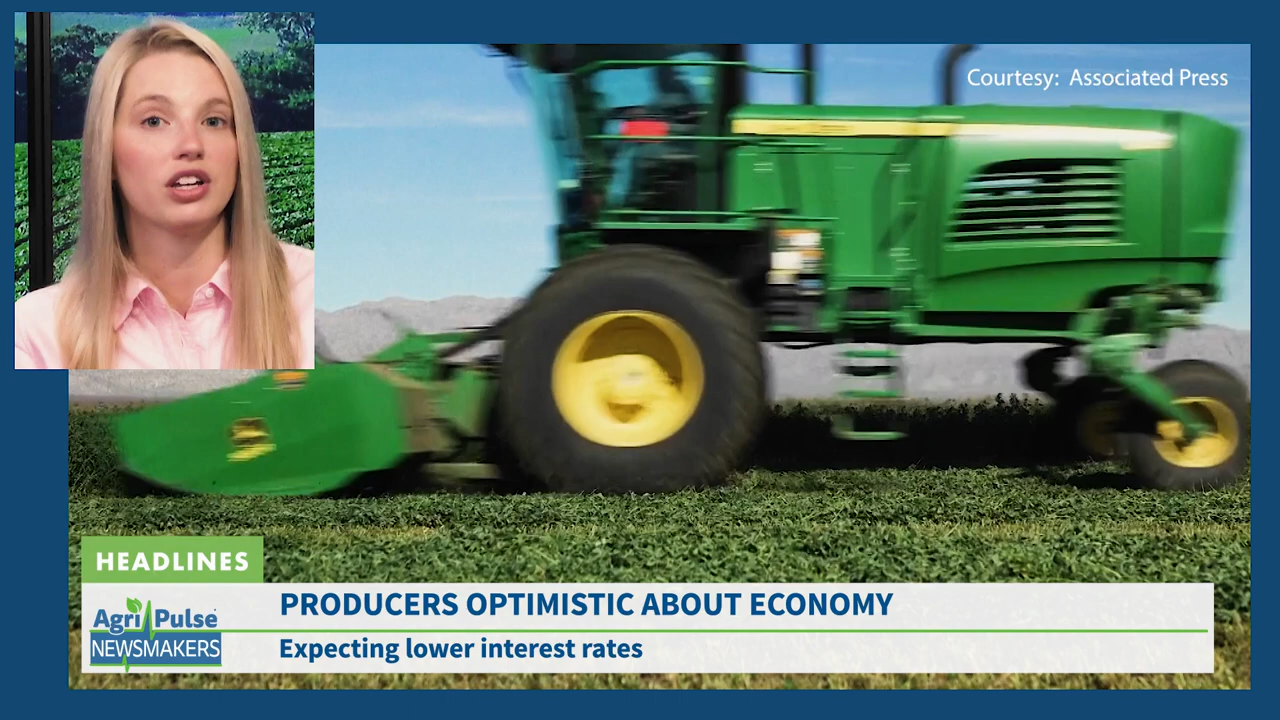 Courtesy: Associated Press
HEADLINES
Agri Pulse
NEWSMAKERS
PRODUCERS OPTIMISTIC ABOUT ECONOMY
Expecting lower interest rates